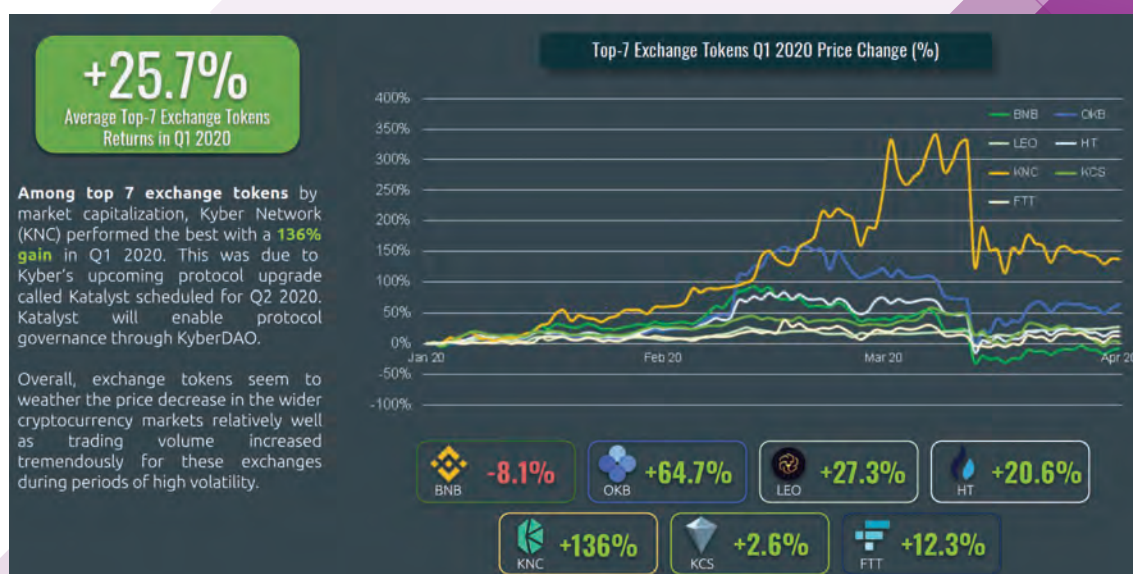 +25.7%
Average Top-7 Exchange Tokens
Returns in Q1 2020
Among top 7 exchange tokens by
market capitalization, Kyber Network
(KNC) performed the best with a 136%
gain in Q1 2020. This was due to
Kyber's upcoming protocol upgrade
called Katalyst scheduled for Q2 2020.
Katalyst will enable protocol
governance through KyberDAO.
Overall, exchange tokens seem to
weather the price decrease in the wider
cryptocurrency markets relatively well
as trading volume increased
tremendously for these exchanges
during periods of high volatility.
Top-7 Exchange Tokens Q1 2020 Price Change (%)
400%
350%
300%
250%
200%
150%
100%
50%
0%
-50%
-100%
Jan 20 Feb 20 Mar 20 Apr 20
BNB OKB
LEO HT
KNC KCS
FTT
BNB -8.1%
OKB +64.7%
LEO +27.3%
HT +20.6%
KNC +136%
KCS +2.6%
FTT +12.3%